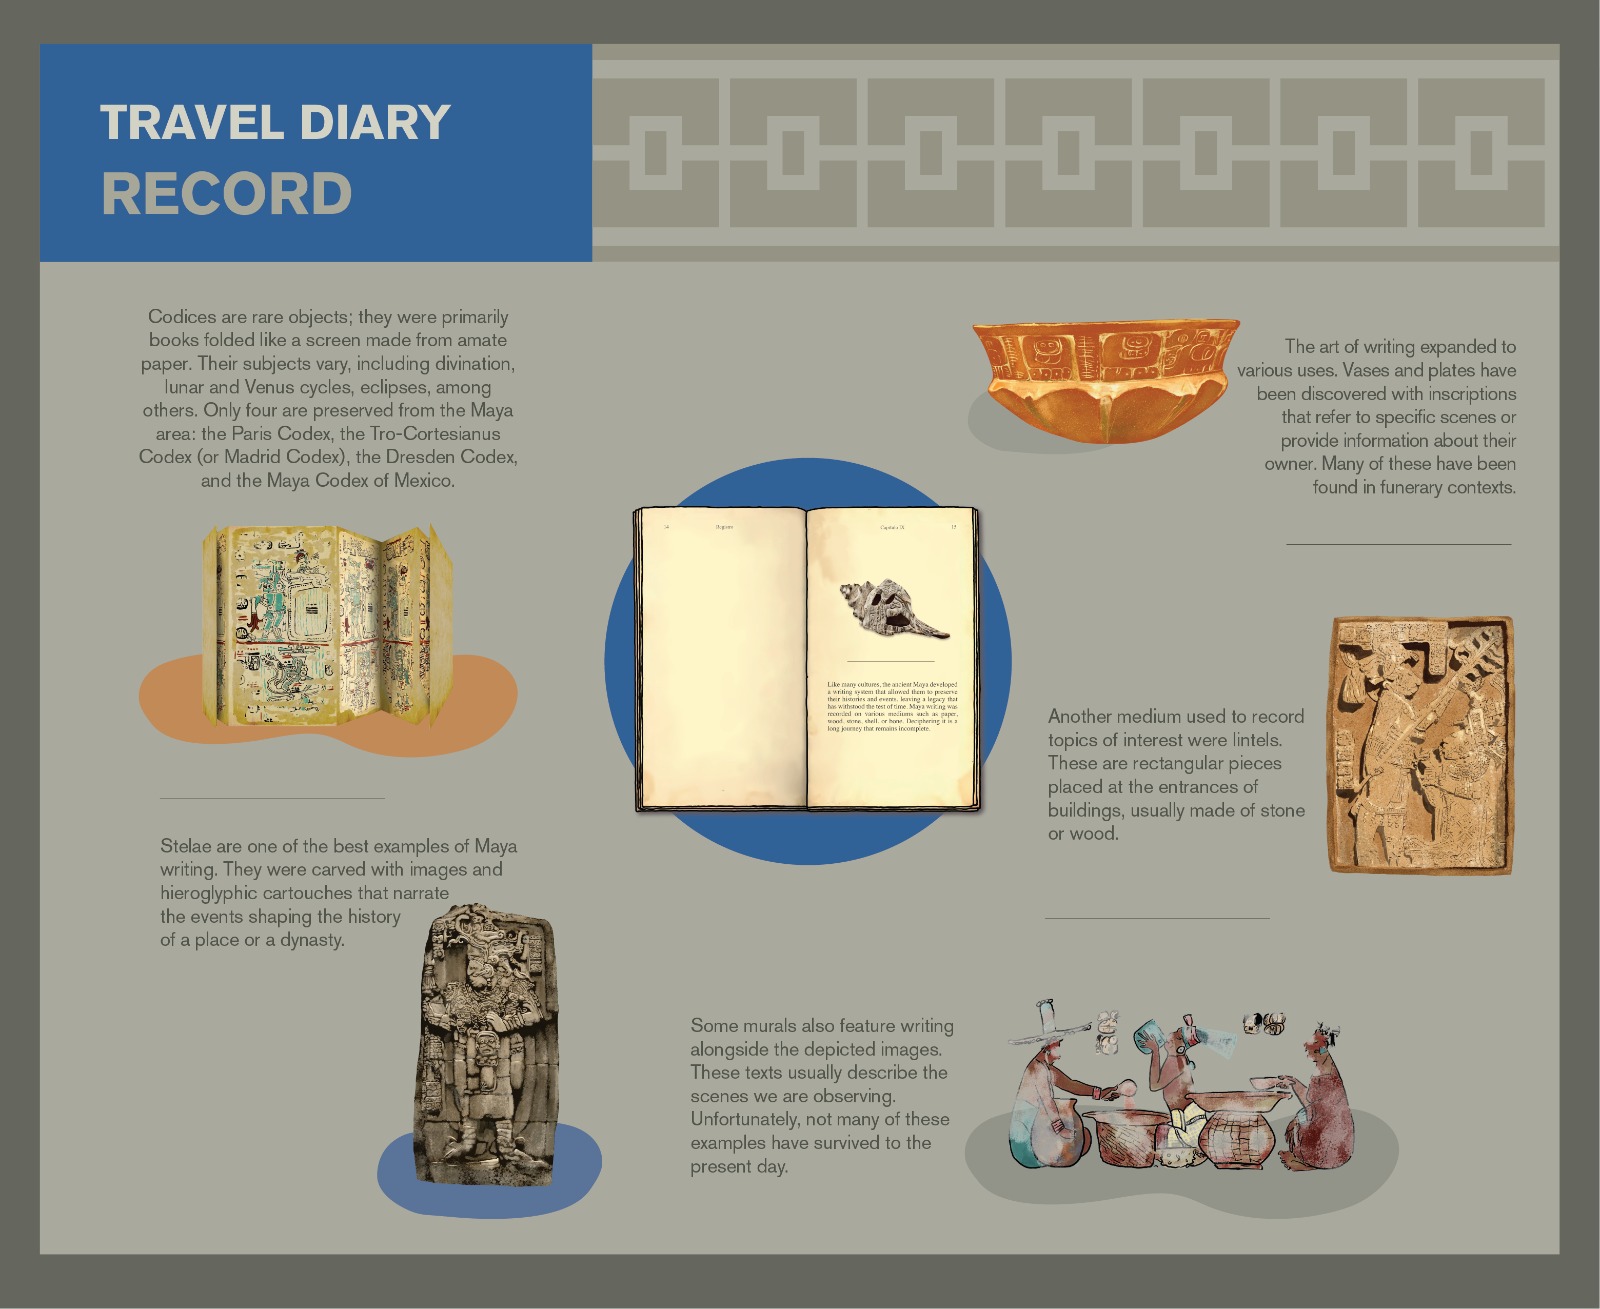 TRAVEL DIARY
RECORD
Codices are rare objects; they were primarily
books folded like a screen made from amate
paper. Their subjects vary, including divination,
lunar and Venus cycles, eclipses, among
others. Only four are preserved from the Maya
area: the Paris Codex, the Tro-Cortesianus
Codex (or Madrid Codex), the Dresden Codex,
and the Maya Codex of Mexico.
Stelae are one of the best examples of Maya
writing. They were carved with images and
hieroglyphic cartouches that narrate
the events shaping the history
of a place or a dynasty.
14
Registro
Capítulo IX
15
Like many cultures, the ancient Maya developed
a writing system that allowed them to preserve
their histories and events, leaving a legacy that
has withstood the test of time. Maya writing was
recorded on various mediums such as paper,
wood, stone, shell, or bone. Deciphering it is a
long journey that remains incomplete.
The art of writing expanded to
various uses. Vases and plates have
been discovered with inscriptions
that refer to specific scenes or
provide information about their
owner. Many of these have been
found in funerary contexts.
Another medium used to record
topics of interest were lintels.
These are rectangular pieces
placed at the entrances of
buildings, usually made of stone
or wood.
Some murals also feature writing
alongside the depicted images.
These texts usually describe the
scenes we are observing.
Unfortunately, not many of these
examples have survived to the
present day.